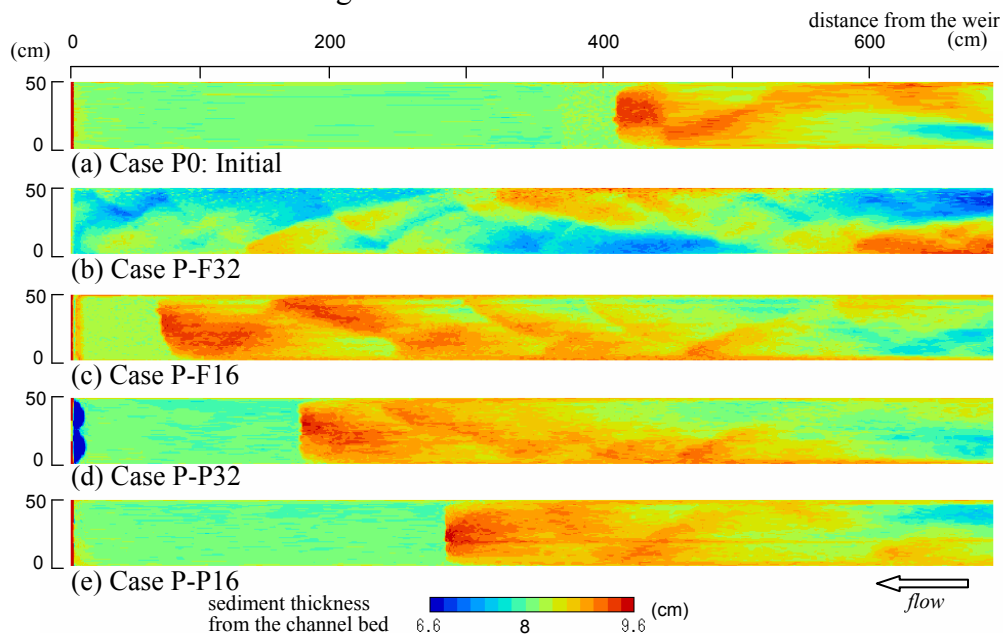 distance from the weir
(cm) 0 200 400 600 (cm)
50
0
(a) Case P0: Initial
50
0
(b) Case P-F32
50
0
(c) Case P-F16
50
0
(d) Case P-P32
50
0
(e) Case P-P16
sediment thickness
from the channel bed 6.6 8 9.6 (cm)
flow